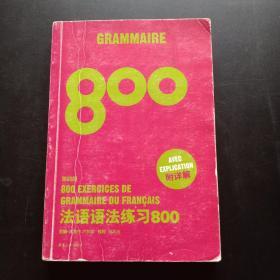 GRAMMAIRE
800
AVEC
EXPLICATION
附详解
800 EXERCICES DE
GRAMMAIRE DU FRANÇAIS
法语语法练习800